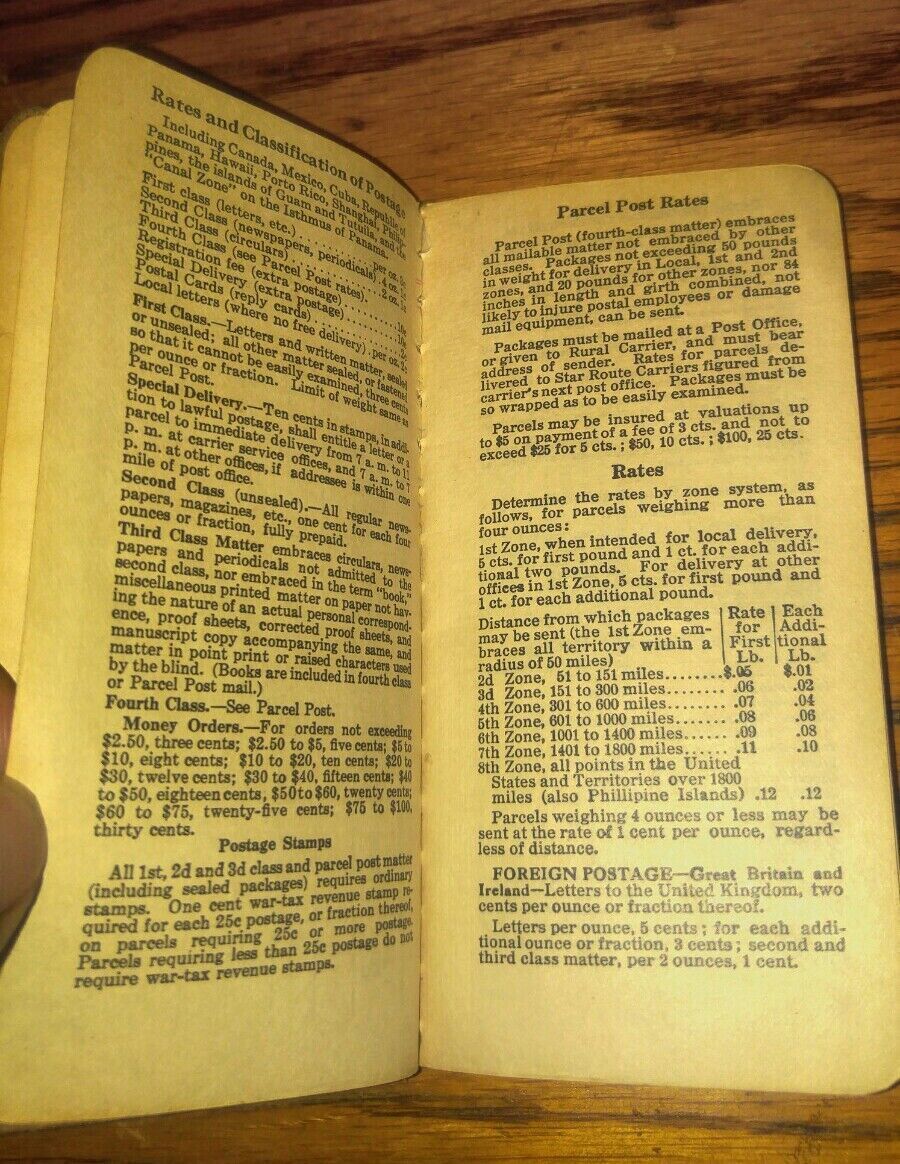 Rates and Classification of Postage
Including Canada, Mexico, Cuba, Republic of
Panama, Hawaii, Porto Rico, Shanghai, Philip-
pines, the islands of Guam and Tutuila, and the
"Canal Zone" on the Isthmus of Panama.
First class (letters, etc.) . . . . . . . . per oz.
Second Class (newspapers, periodicals) 4 oz.
Third Class (circulars) . . . . . . . . 2 oz.
Fourth Class (see Parcel Post rates).
Registration fee (extra postage) . . . . . . . . 10c
Special Delivery (extra postage) . . . . . . . . 10c
Postal Cards (reply cards) . . . . . . . .
Local letters (where no free delivery) . per oz. 2c
First Class.—Letters and written matter, sealed
or unsealed; all other matter sealed, or fastened
so that it cannot be easily examined, three cents
per ounce or fraction. Limit of weight same as
Parcel Post.
Special Delivery.—Ten cents in stamps, in addi-
tion to lawful postage, shall entitle a letter or a
parcel to immediate delivery from 7 a. m. to 11
p. m. at carrier service offices, and 7 a. m. to 7
p. m. at other offices, if addressee is within one
mile of post office.
Second Class (unsealed).—All regular news-
papers, magazines, etc., one cent for each four
ounces or fraction, fully prepaid.
Third Class Matter embraces circulars, news-
papers and periodicals not admitted to the
second class, nor embraced in the term "book,"
miscellaneous printed matter on paper not hav-
ing the nature of an actual personal correspond-
ence, proof sheets, corrected proof sheets, and
manuscript copy accompanying the same, and
matter in point print or raised characters used
by the blind. (Books are included in fourth class
or Parcel Post mail.)
Fourth Class.—See Parcel Post.
Money Orders.—For orders not exceeding
$2.50, three cents; $2.50 to $5, five cents; $5 to
$10, eight cents; $10 to $20, ten cents; $20 to
$30, twelve cents; $30 to $40, fifteen cents; $40
to $50, eighteen cents, $50 to $60, twenty cents;
$60 to $75, twenty-five cents; $75 to $100,
thirty cents.
Postage Stamps
All 1st, 2d and 3d class and parcel post matter
(including sealed packages) requires ordinary
stamps. One cent war-tax revenue stamp re-
quired for each 25c postage, or fraction thereof,
on parcels requiring 25c or more postage.
Parcels requiring less than 25c postage do not
require war-tax revenue stamps.
Parcel Post Rates
Parcel Post (fourth-class matter) embraces
all mailable matter not embraced by other
classes. Packages not exceeding 50 pounds
in weight for delivery in Local, 1st and 2nd
zones, and 20 pounds for other zones, nor 84
inches in length and girth combined, not
likely to injure postal employees or damage
mail equipment, can be sent.
Packages must be mailed at a Post Office,
or given to Rural Carrier, and must bear
address of sender. Rates for parcels de-
livered to Star Route Carriers figured from
carrier's next post office. Packages must be
so wrapped as to be easily examined.
Parcels may be insured at valuations up
to $5 on payment of a fee of 3 cts. and not to
exceed $25 for 5 cts.; $50, 10 cts.; $100, 25 cts.
Rates
Determine the rates by zone system, as
follows, for parcels weighing more than
four ounces:
1st Zone, when intended for local delivery,
5 cts. for first pound and 1 ct. for each addi-
tional two pounds. For delivery at other
offices in 1st Zone, 5 cts. for first pound and
1 ct. for each additional pound.
Distance from which packages | Rate | Each
may be sent (the 1st Zone em- | for | Addi-
braces all territory within a | First | tional
radius of 50 miles) | Lb. | Lb.
2d Zone, 51 to 151 miles........$.05 $.01
3d Zone, 151 to 300 miles........ .06 .02
4th Zone, 301 to 600 miles....... .07 .04
5th Zone, 601 to 1000 miles...... .08 .06
6th Zone, 1001 to 1400 miles..... .09 .08
7th Zone, 1401 to 1800 miles...... .11 .10
8th Zone, all points in the United
States and Territories over 1800
miles (also Phillipine Islands) .12 .12
Parcels weighing 4 ounces or less may be
sent at the rate of 1 cent per ounce, regard-
less of distance.
FOREIGN POSTAGE—Great Britain and
Ireland—Letters to the United Kingdom, two
cents per ounce or fraction thereof.
Letters per ounce, 5 cents; for each addi-
tional ounce or fraction, 3 cents; second and
third class matter, per 2 ounces, 1 cent.